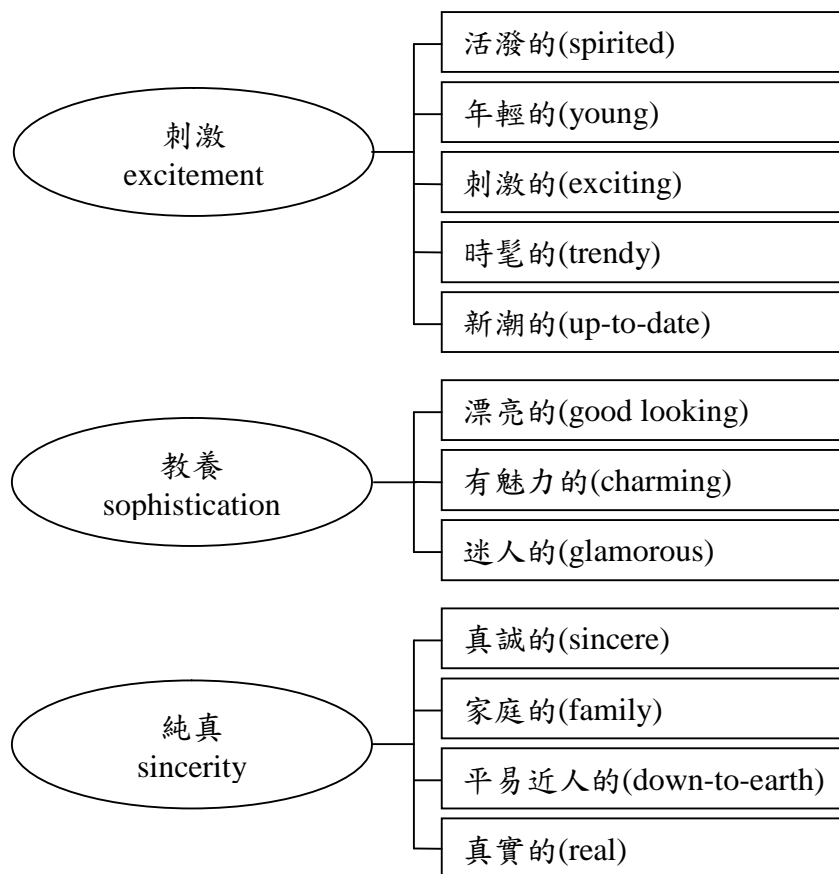 刺激
excitement
活潑的(spirited)
年輕的(young)
刺激的(exciting)
時髦的(trendy)
新潮的(up-to-date)
教養
sophistication
漂亮的(good looking)
有魅力的(charming)
迷人的(glamorous)
純真
sincerity
真誠的(sincere)
家庭的(family)
平易近人的(down-to-earth)
真實的(real)